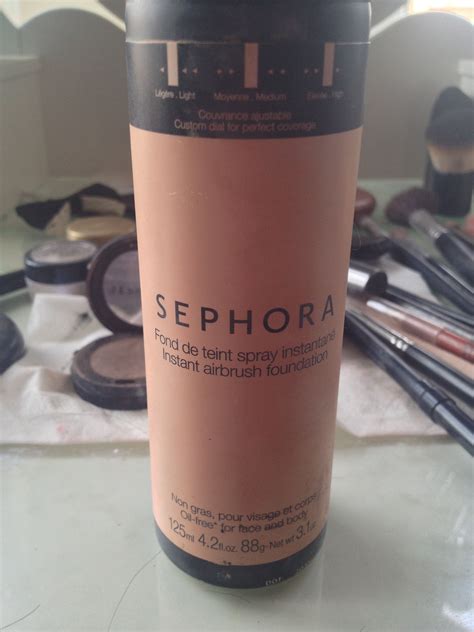 Légère . Light Moyenne . Medium Élevée . High
Couvrance ajustable
Custom dial for perfect coverage
SEPHORA
Fond de teint spray instantané
Instant airbrush foundation
Non gras, pour visage et corps
Oil-free* for face and body
125ml 4.2fl.oz. 88g-Net wt 3.1oz